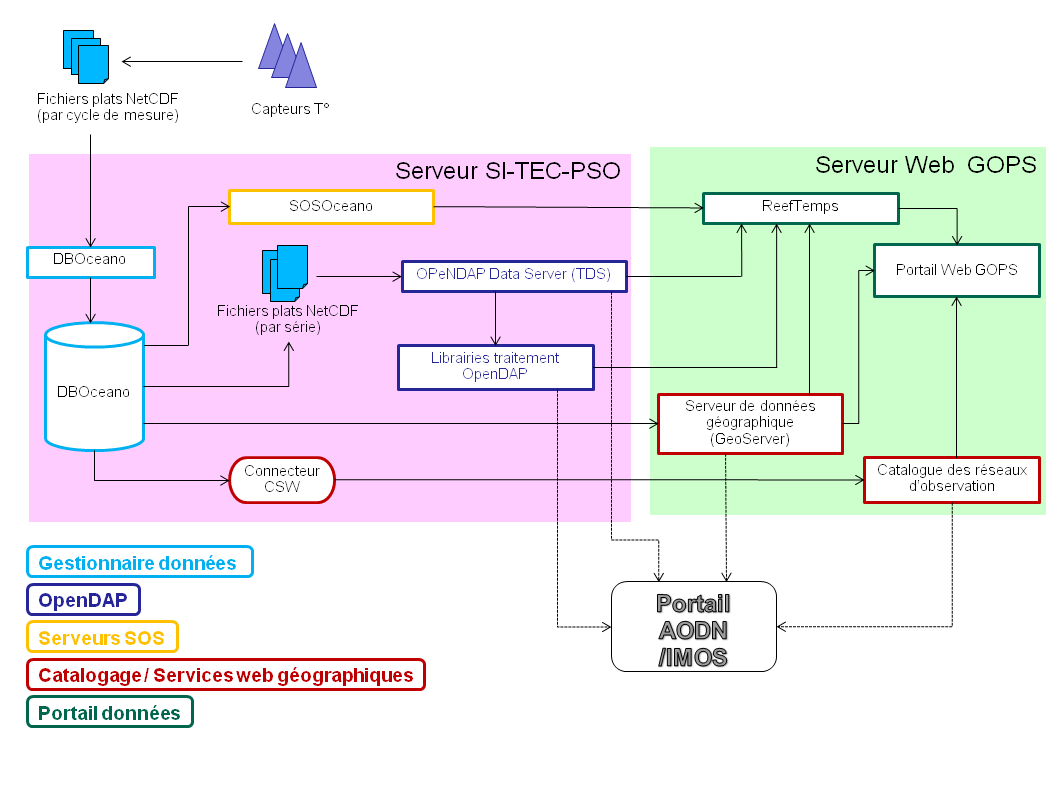 Fichiers plats NetCDF
(par cycle de mesure)
Capteurs T°
Serveur SI-TEC-PSO
Serveur Web GOPS
SOSOceano
ReefTemps
DBOceano
OPeNDAP Data Server (TDS)
Portail Web GOPS
Fichiers plats NetCDF
(par série)
Librairies traitement
OpenDAP
DBOceano
Serveur de données
géographique
(GeoServer)
Connecteur
CSW
Catalogue des réseaux
d'observation
Gestionnaire données
OpenDAP
Serveurs SOS
Catalogage / Services web géographiques
Portail données
Portail
AODN
/IMOS